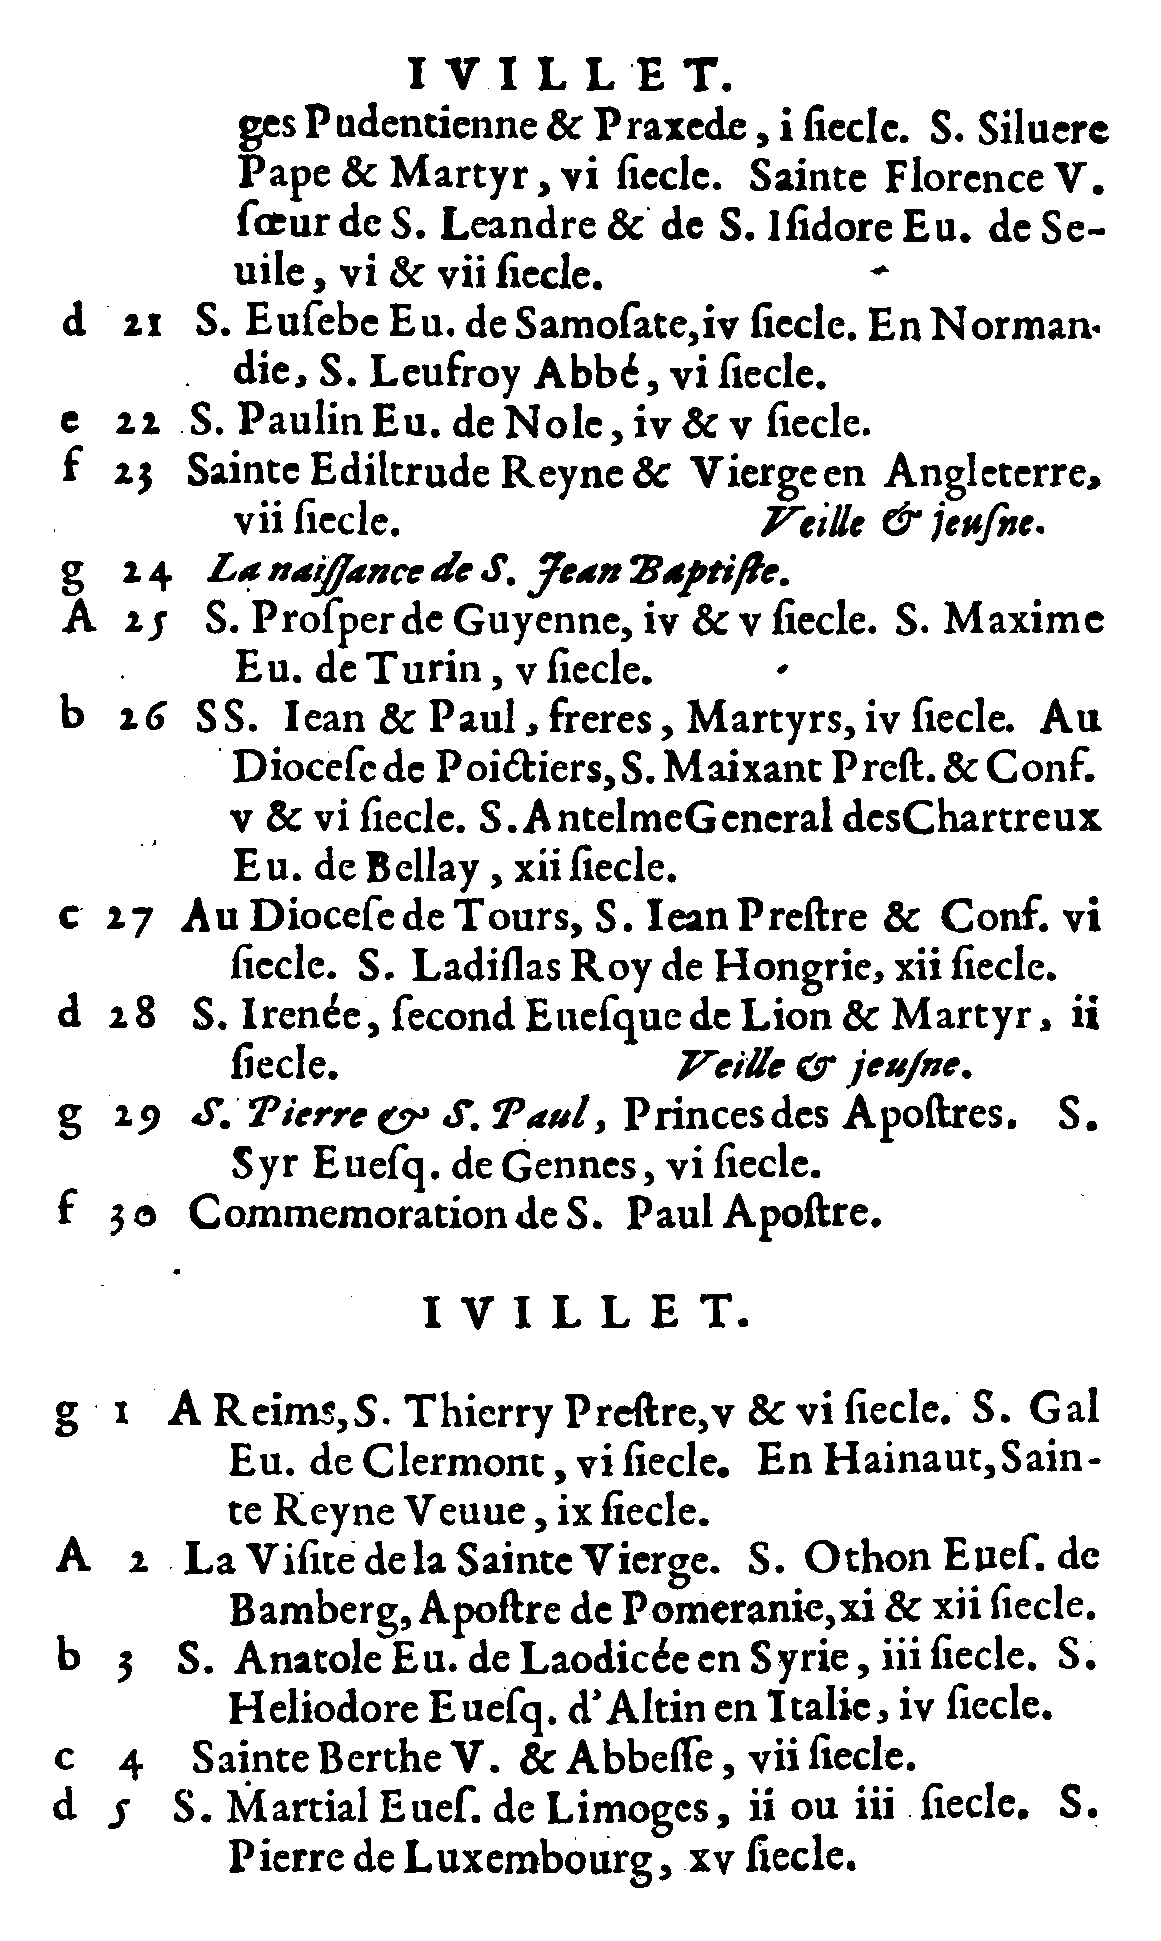 IVILLET.
ges Pudentienne & Praxede, i ſiecle. S. Siluere
Pape & Martyr, vi ſiecle. Sainte Florence V.
ſœur de S. Leandre & de S. Iſidore Eu. de Se-
uile, vi & vii ſiecle.
d 21 S. Euſebe Eu. de Samoſate, iv ſiecle. En Norman-
die, S. Leufroy Abbé, vi ſiecle.
e 22 S. Paulin Eu. de Nole, iv & v ſiecle.
f 23 Sainte Ediltrude Reyne & Vierge en Angleterre,
vii ſiecle. Veille & jeuſne.
g 24 La naiſſance de S. Jean Baptiſte.
A 25 S. Proſper de Guyenne, iv & v ſiecle. S. Maxime
Eu. de Turin, v ſiecle.
b 26 SS. Iean & Paul, freres, Martyrs, iv ſiecle. Au
Dioceſe de Poictiers, S. Maixant Preſt. & Conf.
v & vi ſiecle. S. Antelme General des Chartreux
Eu. de Bellay, xii ſiecle.
c 27 Au Dioceſe de Tours, S. Iean Preſtre & Conf. vi
ſiecle. S. Ladiſlas Roy de Hongrie, xii ſiecle.
d 28 S. Irenée, ſecond Eueſque de Lion & Martyr, ii
ſiecle. Veille & jeuſne.
g 29 S. Pierre & S. Paul, Princes des Apoſtres. S.
Syr Eueſq. de Gennes, vi ſiecle.
f 30 Commemoration de S. Paul Apoſtre.
IVILLET.
g 1 A Reims, S. Thierry Preſtre, v & vi ſiecle. S. Gal
Eu. de Clermont, vi ſiecle. En Hainaut, Sain-
te Reyne Veuue, ix ſiecle.
A 2 La Viſite de la Sainte Vierge. S. Othon Eueſ. de
Bamberg, Apoſtre de Pomeranie, xi & xii ſiecle.
b 3 S. Anatole Eu. de Laodicée en Syrie, iii ſiecle. S.
Heliodore Eueſq. d'Altin en Italie, iv ſiecle.
c 4 Sainte Berthe V. & Abbeſſe, vii ſiecle.
d 5 S. Martial Eueſ. de Limoges, ii ou iii ſiecle. S.
Pierre de Luxembourg, xv ſiecle.